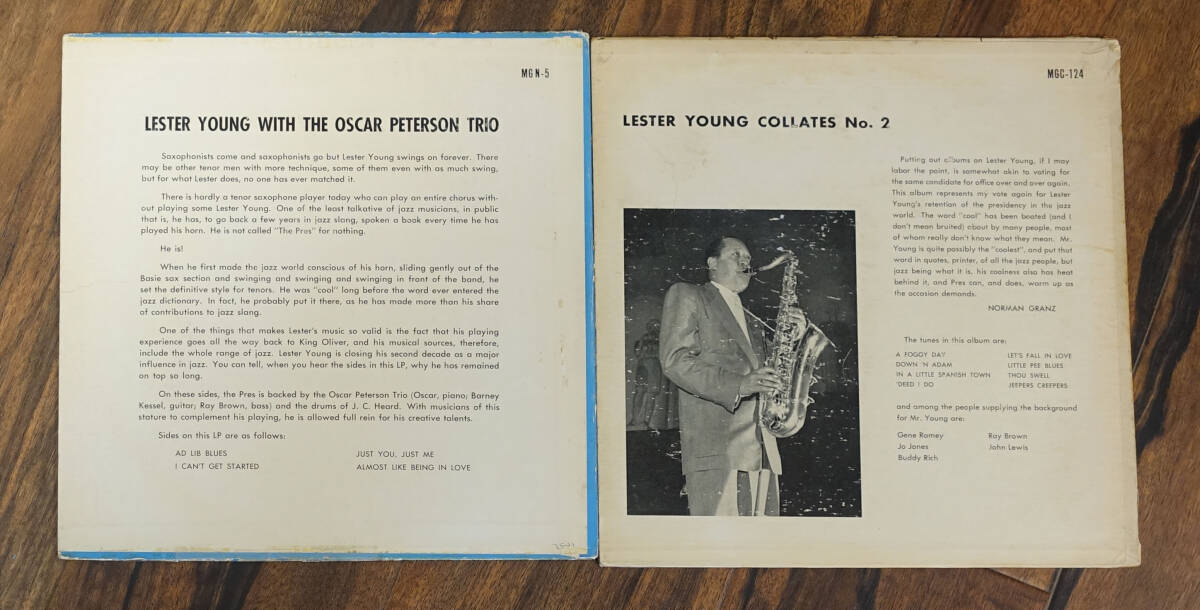 MG N-5
LESTER YOUNG WITH THE OSCAR PETERSON TRIO
Saxophonists come and saxophonists go but Lester Young swings on forever. There
may be other tenor men with more technique, some of them even with as much swing,
but for what Lester does, no one has ever matched it.
There is hardly a tenor saxophone player today who can play an entire chorus with-
out playing some Lester Young. One of the least talkative of jazz musicians, in public
that is, he has, to go back a few years in jazz slang, spoken a book every time he has
played his horn. He is not called "The Pres" for nothing.
He is!
When he first made the jazz world conscious of his horn, sliding gently out of the
Basie sax section and swinging and swinging and swinging in front of the band, he
set the definitive style for tenors. He was "cool" long before the word ever entered the
jazz dictionary. In fact, he probably put it there, as he has made more than his share
of contributions to jazz slang.
One of the things that makes Lester's music so valid is the fact that his playing
experience goes all the way back to King Oliver, and his musical sources, therefore,
include the whole range of jazz. Lester Young is closing his second decade as a major
influence in jazz. You can tell, when you hear the sides in this LP, why he has remained
on top so long.
On these sides, the Pres is backed by the Oscar Peterson Trio (Oscar, piano; Barney
Kessel, guitar; Ray Brown, bass) and the drums of J. C. Heard. With musicians of this
stature to complement his playing, he is allowed full rein for his creative talents.
Sides on this LP are as follows:
AD LIB BLUES
I CAN'T GET STARTED
JUST YOU, JUST ME
ALMOST LIKE BEING IN LOVE
MGC-124
LESTER YOUNG COLLATES No. 2
Putting out albums on Lester Young, if I may
labor the point, is somewhat akin to voting for
the same candidate for office over and over again.
This album represents my vote again for Lester
Young's retention of the presidency in the jazz
world. The word "cool" has been boated (and I
don't mean bruited) about by many people, most
of whom really don't know what they mean. Mr.
Young is quite possibly the "coolest", and put that
word in quotes, printer, of all the jazz people, but
jazz being what it is, his coolness also has heat
behind it, and Pres can, and does, warm up as
the occasion demands.
NORMAN GRANZ
The tunes in this album are:
A FOGGY DAY
DOWN 'N ADAM
IN A LITTLE SPANISH TOWN
'DEED I DO
LET'S FALL IN LOVE
LITTLE PEE BLUES
THOU SWELL
JEEPERS CREEPERS
and among the people supplying the background
for Mr. Young are:
Gene Ramey
Jo Jones
Buddy Rich
Ray Brown
John Lewis